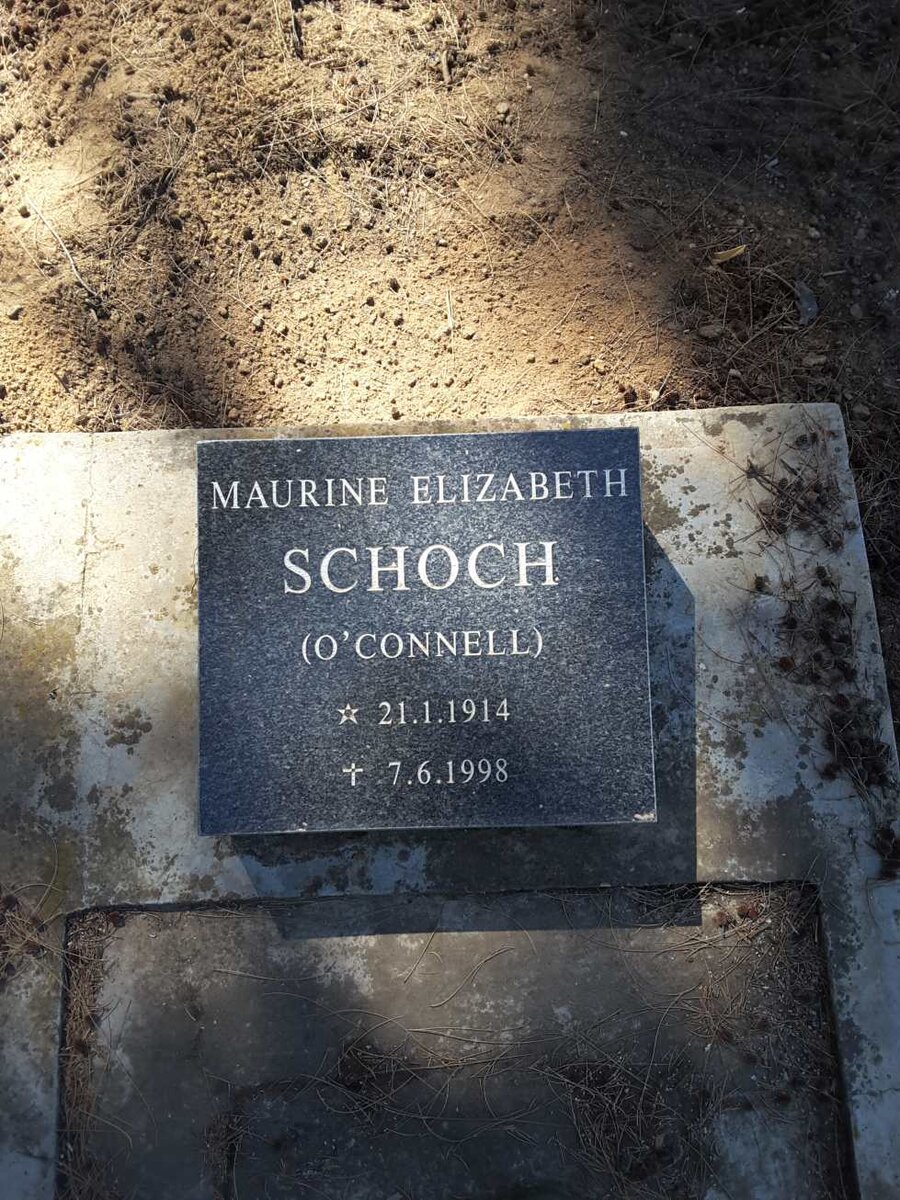 MAURINE ELIZABETH
SCHOCH
(O'CONNELL)
☆ 21.1.1914
✝ 7.6.1998